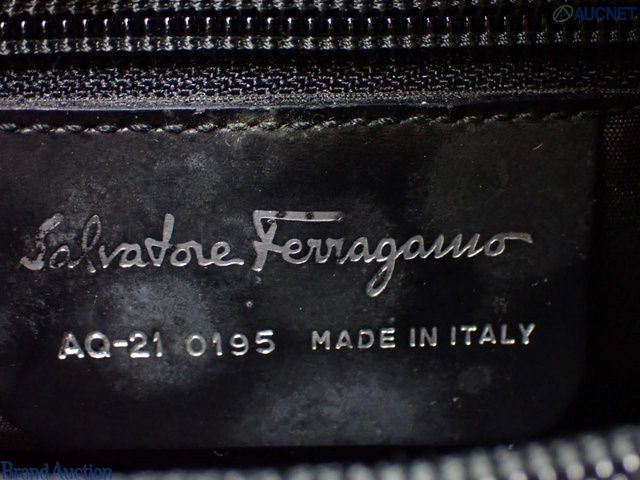 AUCNET
Salvatore Ferragamo
AQ-21 0195 MADE IN ITALY
Brand Auction